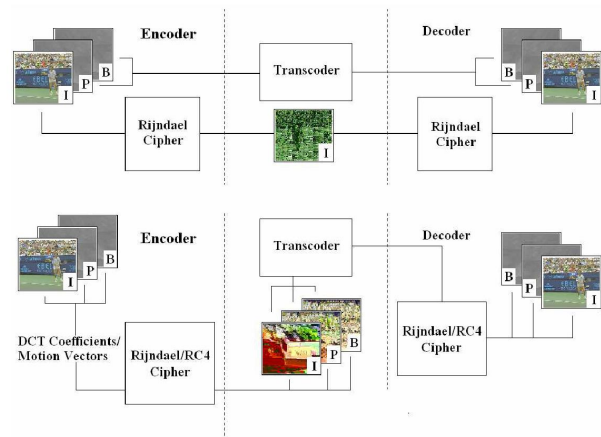 Encoder
Decoder
B
P
I
Transcoder
B
P
I
Rijndael
Cipher
I
Rijndael
Cipher
Encoder
Decoder
B
P
I
Transcoder
B
P
I
DCT Coefficients/
Motion Vectors
Rijndael/RC4
Cipher
B
P
I
Rijndael/RC4
Cipher